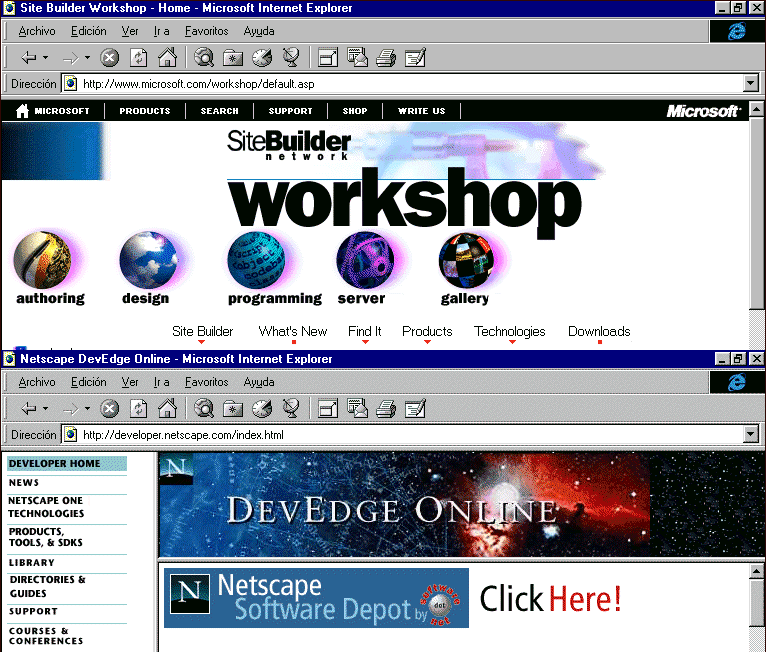 Site Builder Workshop - Home - Microsoft Internet Explorer
Archivo Edición Ver Ir a Favoritos Ayuda
Dirección http://www.microsoft.com/workshop/default.asp
MICROSOFT PRODUCTS SEARCH SUPPORT SHOP WRITE US Microsoft
SiteBuilder
network
workshop
authoring design programming server gallery
Site Builder What's New Find It Products Technologies Downloads
Netscape DevEdge Online - Microsoft Internet Explorer
Archivo Edición Ver Ir a Favoritos Ayuda
Dirección http://developer.netscape.com/index.html
DEVELOPER HOME
NEWS
NETSCAPE ONE
TECHNOLOGIES
PRODUCTS,
TOOLS, & SDKS
LIBRARY
DIRECTORIES &
GUIDES
SUPPORT
COURSES &
CONFERENCES
N
DEVEDGE ONLINE
N Netscape
Software Depot by software dot net
Click Here!